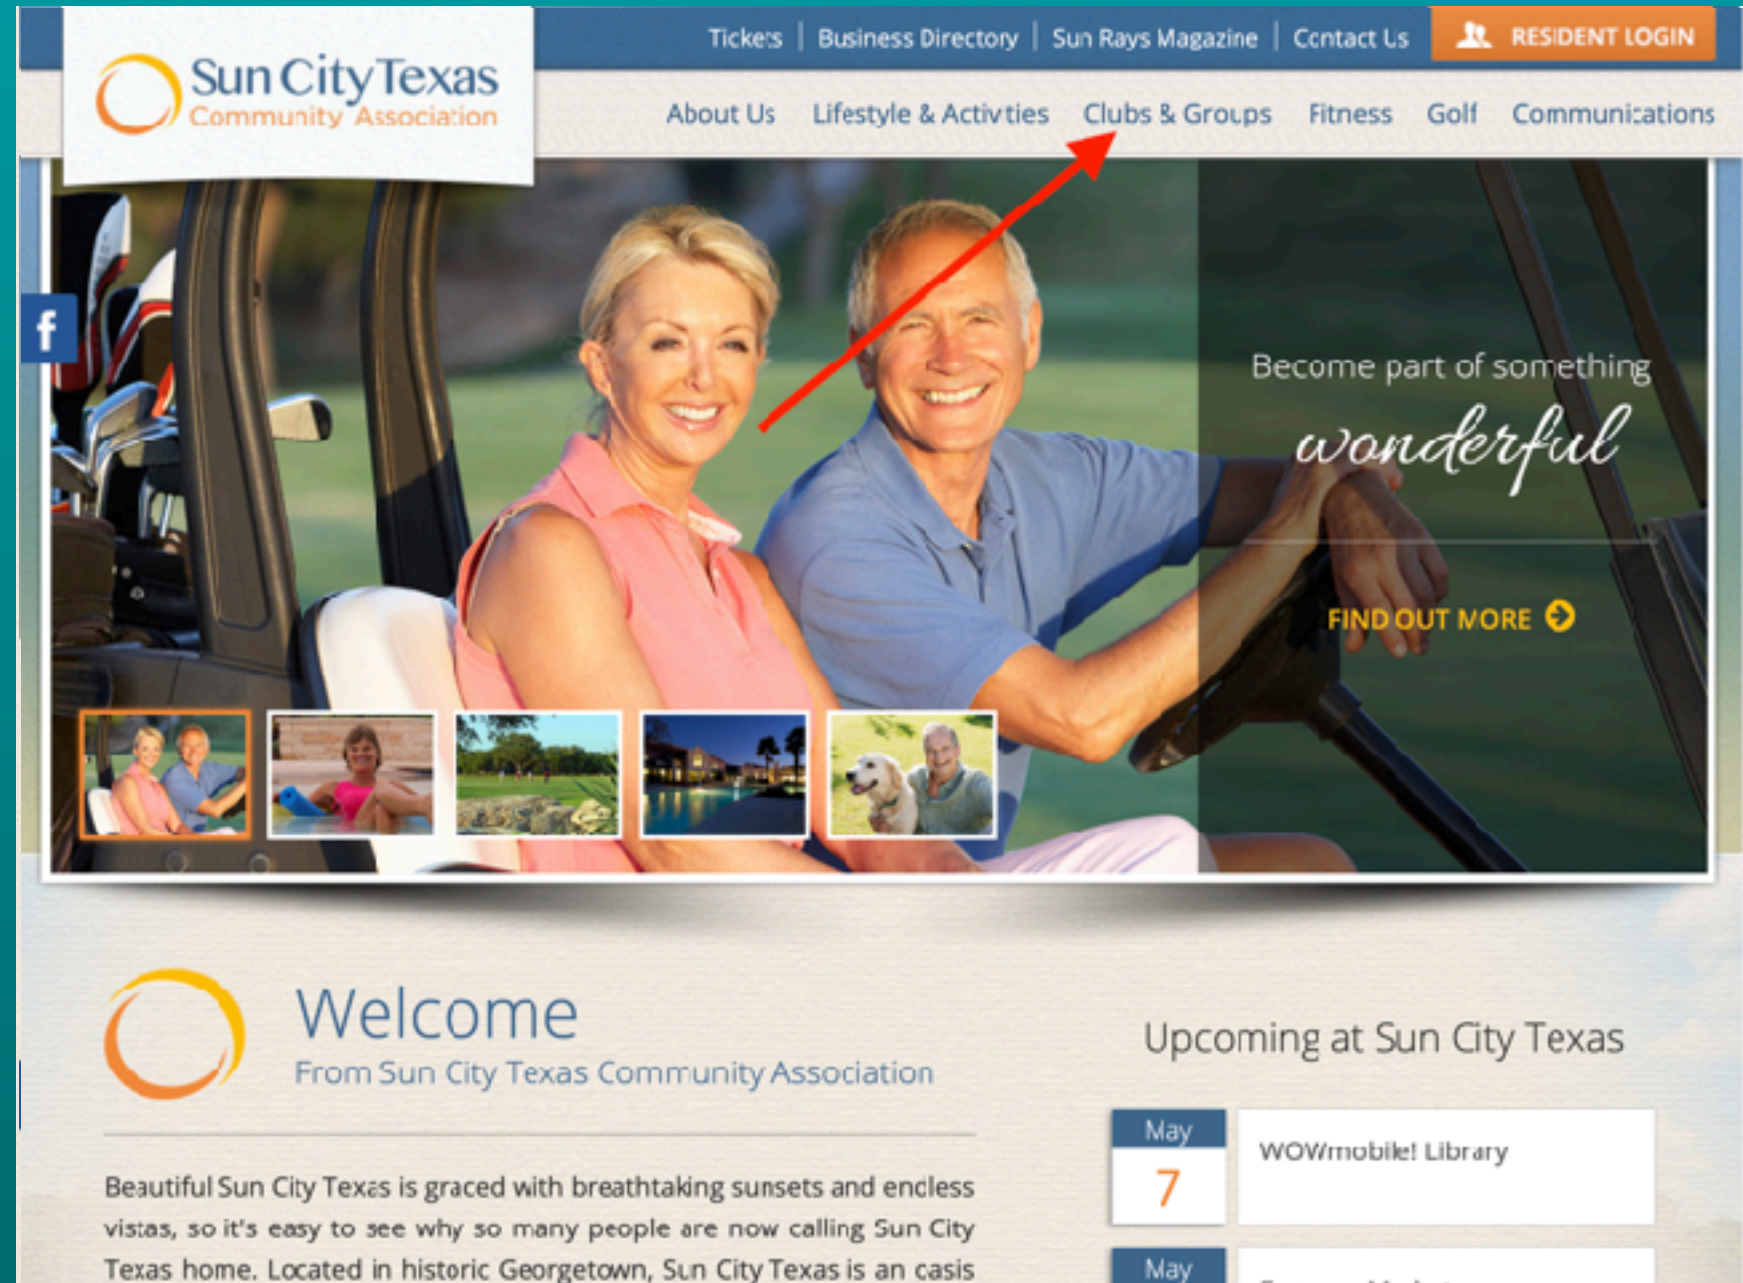 Tickets | Business Directory | Sun Rays Magazine | Contact Us
RESIDENT LOGIN
Sun City Texas
Community Association
About Us Lifestyle & Activities Clubs & Groups Fitness Golf Communications
f
Become part of something
wonderful
FIND OUT MORE
Welcome
From Sun City Texas Community Association
Upcoming at Sun City Texas
May
7
WOWmobile! Library
Beautiful Sun City Texas is graced with breathtaking sunsets and endless
vistas, so it's easy to see why so many people are now calling Sun City
Texas home. Located in historic Georgetown, Sun City Texas is an oasis
May